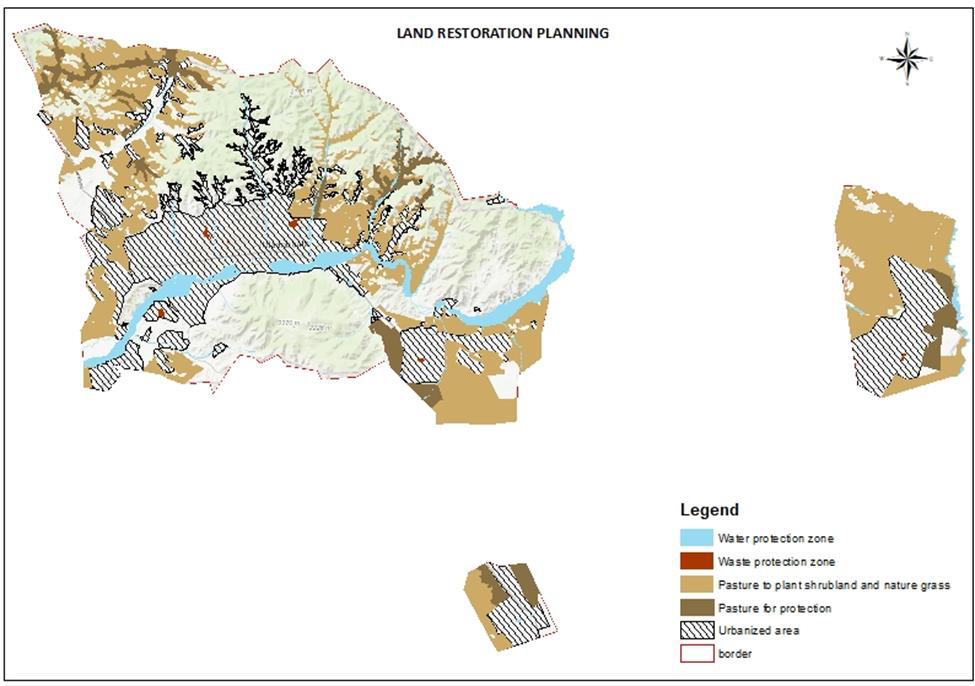 LAND RESTORATION PLANNING
N
Legend
Water protection zone
Waste protection zone
Pasture to plant shrubland and nature grass
Pasture for protection
Urbanized area
border